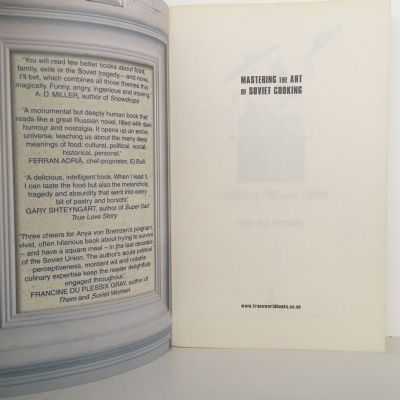 'You will read few better books about food,
family, exile or the Soviet tragedy – and now,
I'll bet, which combines all those themes this
magically. Funny, angry, ingenious and moving.'
A. D. MILLER, author of Snowdrops
'A monumental but deeply human book that
reads like a great Russian novel, filled with dark
humour and nostalgia. It opens up an entire
universe, teaching us about the many deep
meanings of food: cultural, political, social,
historical, personal.'
FERRAN ADRIÀ, chef-proprietor, El Bulli
'A delicious, intelligent book. When I read it,
I can taste the food but also the melancholy,
tragedy and absurdity that went into every
bit of pastry and borscht.'
GARY SHTEYNGART, author of Super Sad
True Love Story
'Three cheers for Anya von Bremzen's poignant,
vivid, often hilarious book about trying to survive
– and have a square meal – in the last decades
of the Soviet Union. The author's acute political
perceptiveness, mordant wit and notable
culinary expertise keep the reader delightfully
engaged throughout.'
FRANCINE DU PLESSIX GRAY, author of
Them and Soviet Women
MASTERING THE ART
OF SOVIET COOKING
www.transworldbooks.co.uk